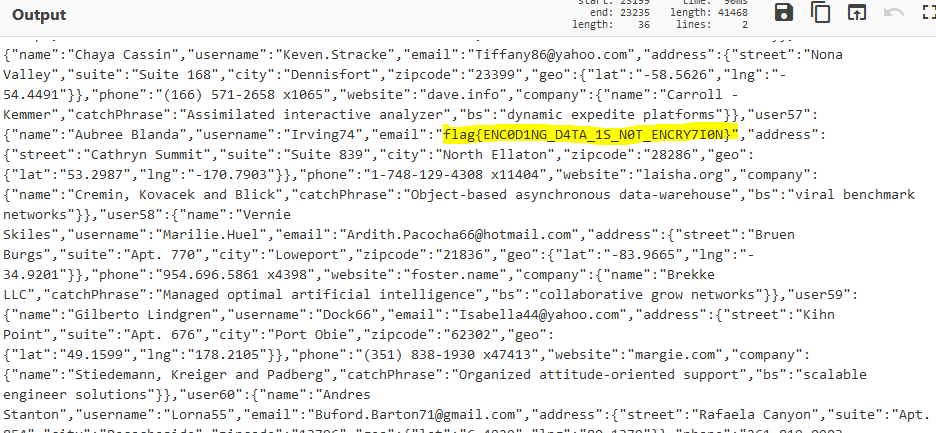 Output
start: 23199
time: 90ms
end: 23235
length: 41468
length: 36
lines: 2
{"name":"Chaya Cassin","username":"Keven.Stracke","email":"Tiffany86@yahoo.com","address":{"street":"Nona
Valley","suite":"Suite 168","city":"Dennisfort","zipcode":"23399","geo":{"lat":"-58.5626","lng":"-
54.4491"}},"phone":"(166) 571-2658 x1065","website":"dave.info","company":{"name":"Carroll -
Kemmer","catchPhrase":"Assimilated interactive analyzer","bs":"dynamic expedite platforms"}},"user57":
{"name":"Aubree Blanda","username":"Irving74","email":"flag{ENC0D1NG_D4TA_1S_N0T_ENCRY7I0N}","address":
{"street":"Cathryn Summit","suite":"Suite 839","city":"North Ellaton","zipcode":"28286","geo":
{"lat":"53.2987","lng":"-170.7903"}},"phone":"1-748-129-4308 x11404","website":"laisha.org","company":
{"name":"Cremin, Kovacek and Blick","catchPhrase":"Object-based asynchronous data-warehouse","bs":"viral benchmark
networks"}},"user58":{"name":"Vernie
Skiles","username":"Marilie.Huel","email":"Ardith.Pacocha66@hotmail.com","address":{"street":"Bruen
Burgs","suite":"Apt. 770","city":"Loweport","zipcode":"21836","geo":{"lat":"-83.9665","lng":"-
34.9201"}},"phone":"954.696.5861 x4398","website":"foster.name","company":{"name":"Brekke
LLC","catchPhrase":"Managed optimal artificial intelligence","bs":"collaborative grow networks"}},"user59":
{"name":"Gilberto Lindgren","username":"Dock66","email":"Isabella44@yahoo.com","address":{"street":"Kihn
Point","suite":"Apt. 676","city":"Port Obie","zipcode":"62302","geo":
{"lat":"49.1599","lng":"178.2105"}},"phone":"(351) 838-1930 x47413","website":"margie.com","company":
{"name":"Stiedemann, Kreiger and Padberg","catchPhrase":"Organized attitude-oriented support","bs":"scalable
engineer solutions"}},"user60":{"name":"Andres
Stanton","username":"Lorna55","email":"Buford.Barton71@gmail.com","address":{"street":"Rafaela Canyon","suite":"Apt.